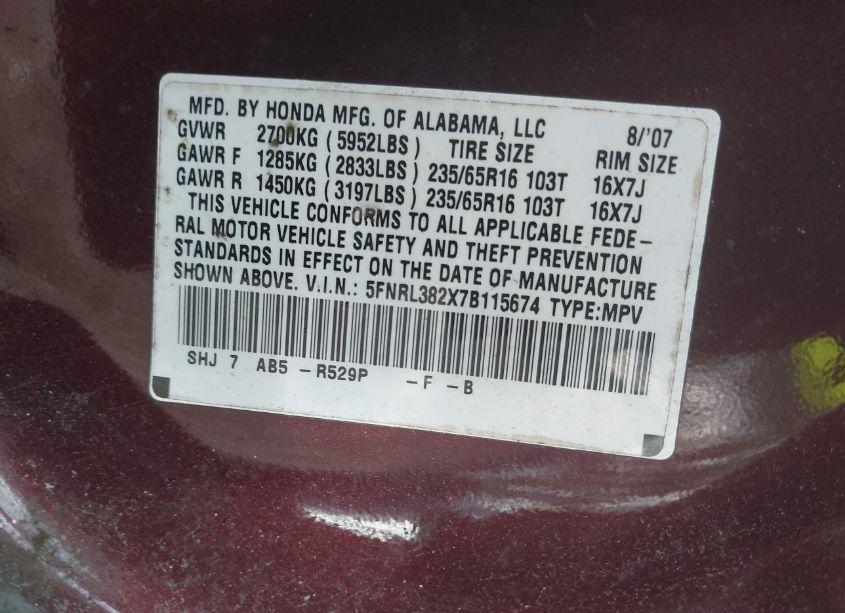 MFD. BY HONDA MFG. OF ALABAMA, LLC 8/'07
GVWR 2700KG (5952LBS) TIRE SIZE RIM SIZE
GAWR F 1285KG (2833LBS) 235/65R16 103T 16X7J
GAWR R 1450KG (3197LBS) 235/65R16 103T 16X7J
THIS VEHICLE CONFORMS TO ALL APPLICABLE FEDE-
RAL MOTOR VEHICLE SAFETY AND THEFT PREVENTION
STANDARDS IN EFFECT ON THE DATE OF MANUFACTURE
SHOWN ABOVE. V.I.N.: 5FNRL382X7B115674 TYPE:MPV
SHJ 7 AB5 -R529P -F -B